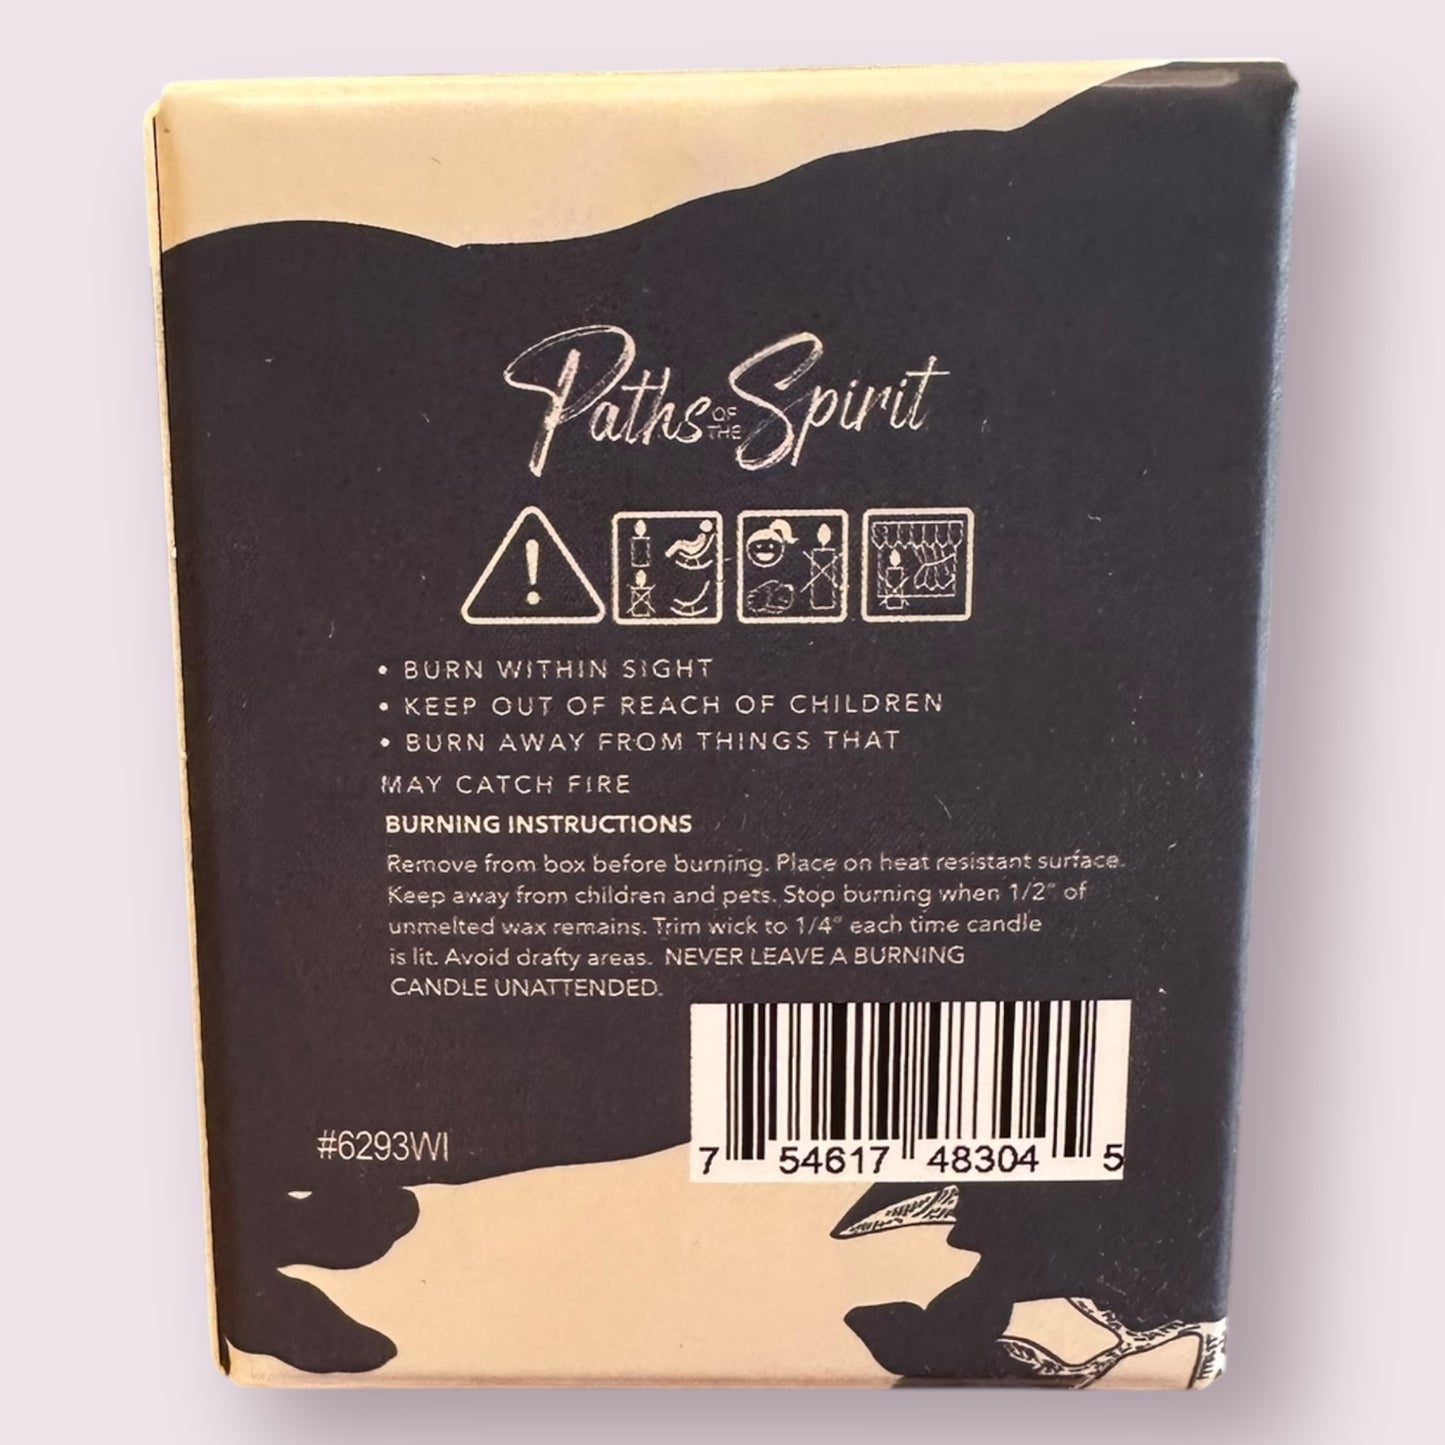 Paths OF THE Spirit
• BURN WITHIN SIGHT
• KEEP OUT OF REACH OF CHILDREN
• BURN AWAY FROM THINGS THAT
MAY CATCH FIRE
BURNING INSTRUCTIONS
Remove from box before burning. Place on heat resistant surface.
Keep away from children and pets. Stop burning when 1/2" of
unmelted wax remains. Trim wick to 1/4" each time candle
is lit. Avoid drafty areas. NEVER LEAVE A BURNING
CANDLE UNATTENDED.
#6293WI
7 54617 48304 5